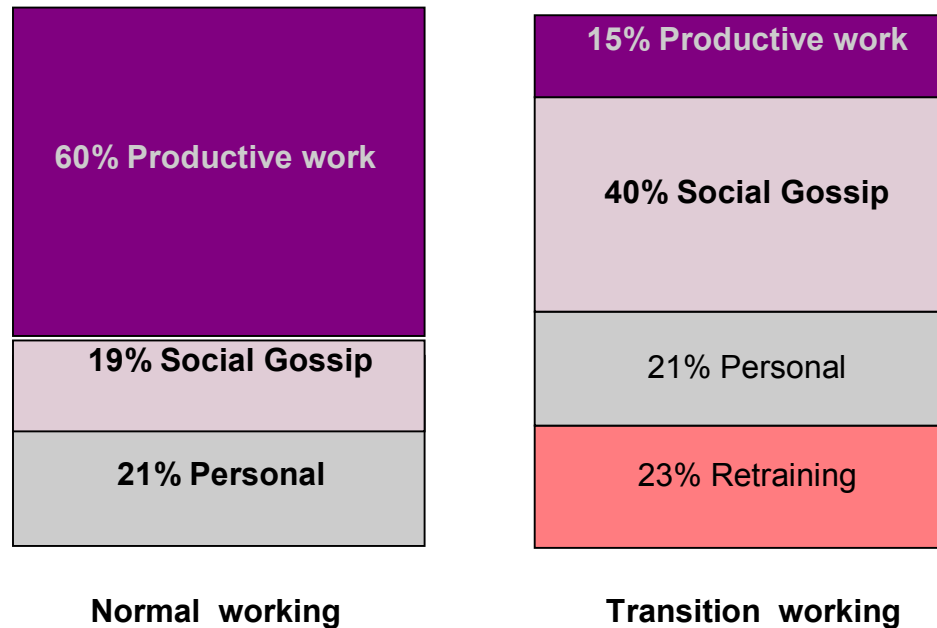 60% Productive work
19% Social Gossip
21% Personal
Normal working
15% Productive work
40% Social Gossip
21% Personal
23% Retraining
Transition working